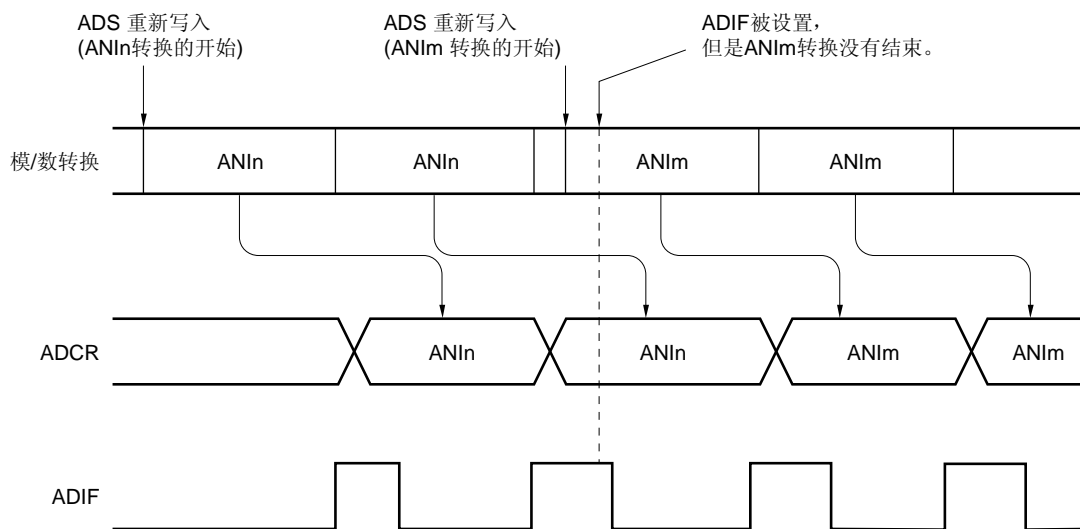 ADS 重新写入
(ANIn转换的开始)
ADS 重新写入
(ANIm 转换的开始)
ADIF被设置，
但是ANIm转换没有结束。
模/数转换
ANIn
ANIn
ANIm
ANIm
ADCR
ANIn
ANIn
ANIm
ANIm
ADIF